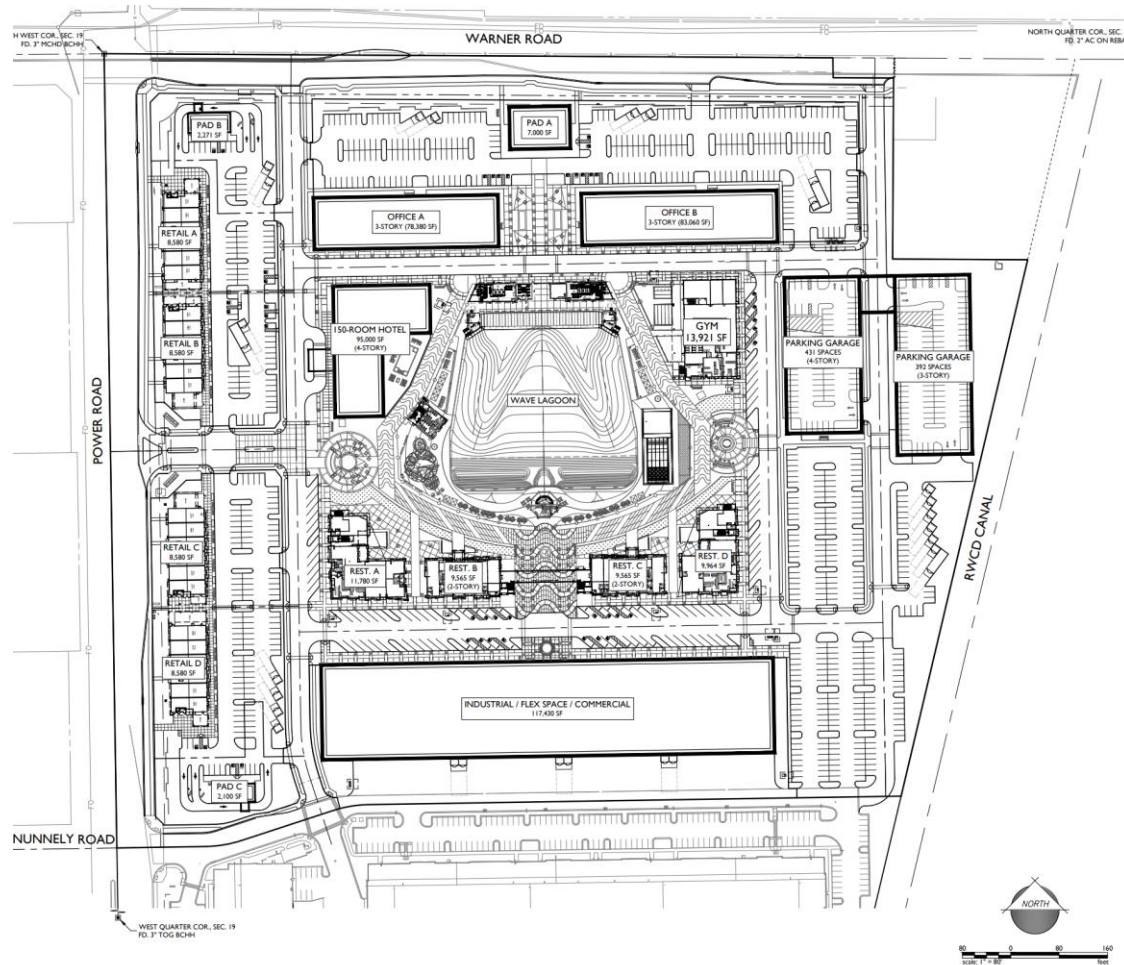 WARNER ROAD
H WEST COR., SEC. 19
FD. 3" MCHD BCHH
NORTH QUARTER COR., SEC.
FD. 2" AC ON REBA
PAD B
2,271 SF
PAD A
7,000 SF
RETAIL A
8,580 SF
OFFICE A
3-STORY (78,380 SF)
OFFICE B
3-STORY (83,060 SF)
150-ROOM HOTEL
95,000 SF
(4-STORY)
GYM
13,921 SF
RETAIL B
8,580 SF
PARKING GARAGE
431 SPACES
(4-STORY)
PARKING GARAGE
392 SPACES
(3-STORY)
WAVE LAGOON
POWER ROAD
RWCD CANAL
RETAIL C
8,580 SF
REST. A
11,780 SF
REST. B
9,565 SF
(2-STORY)
REST. C
9,565 SF
(2-STORY)
REST. D
9,964 SF
RETAIL D
8,580 SF
INDUSTRIAL / FLEX SPACE / COMMERCIAL
117,430 SF
PAD C
2,100 SF
NUNNELY ROAD
WEST QUARTER COR., SEC. 19
FD. 3" TOG BCHH
NORTH
80 0 80 160
scale: 1" = 80' feet